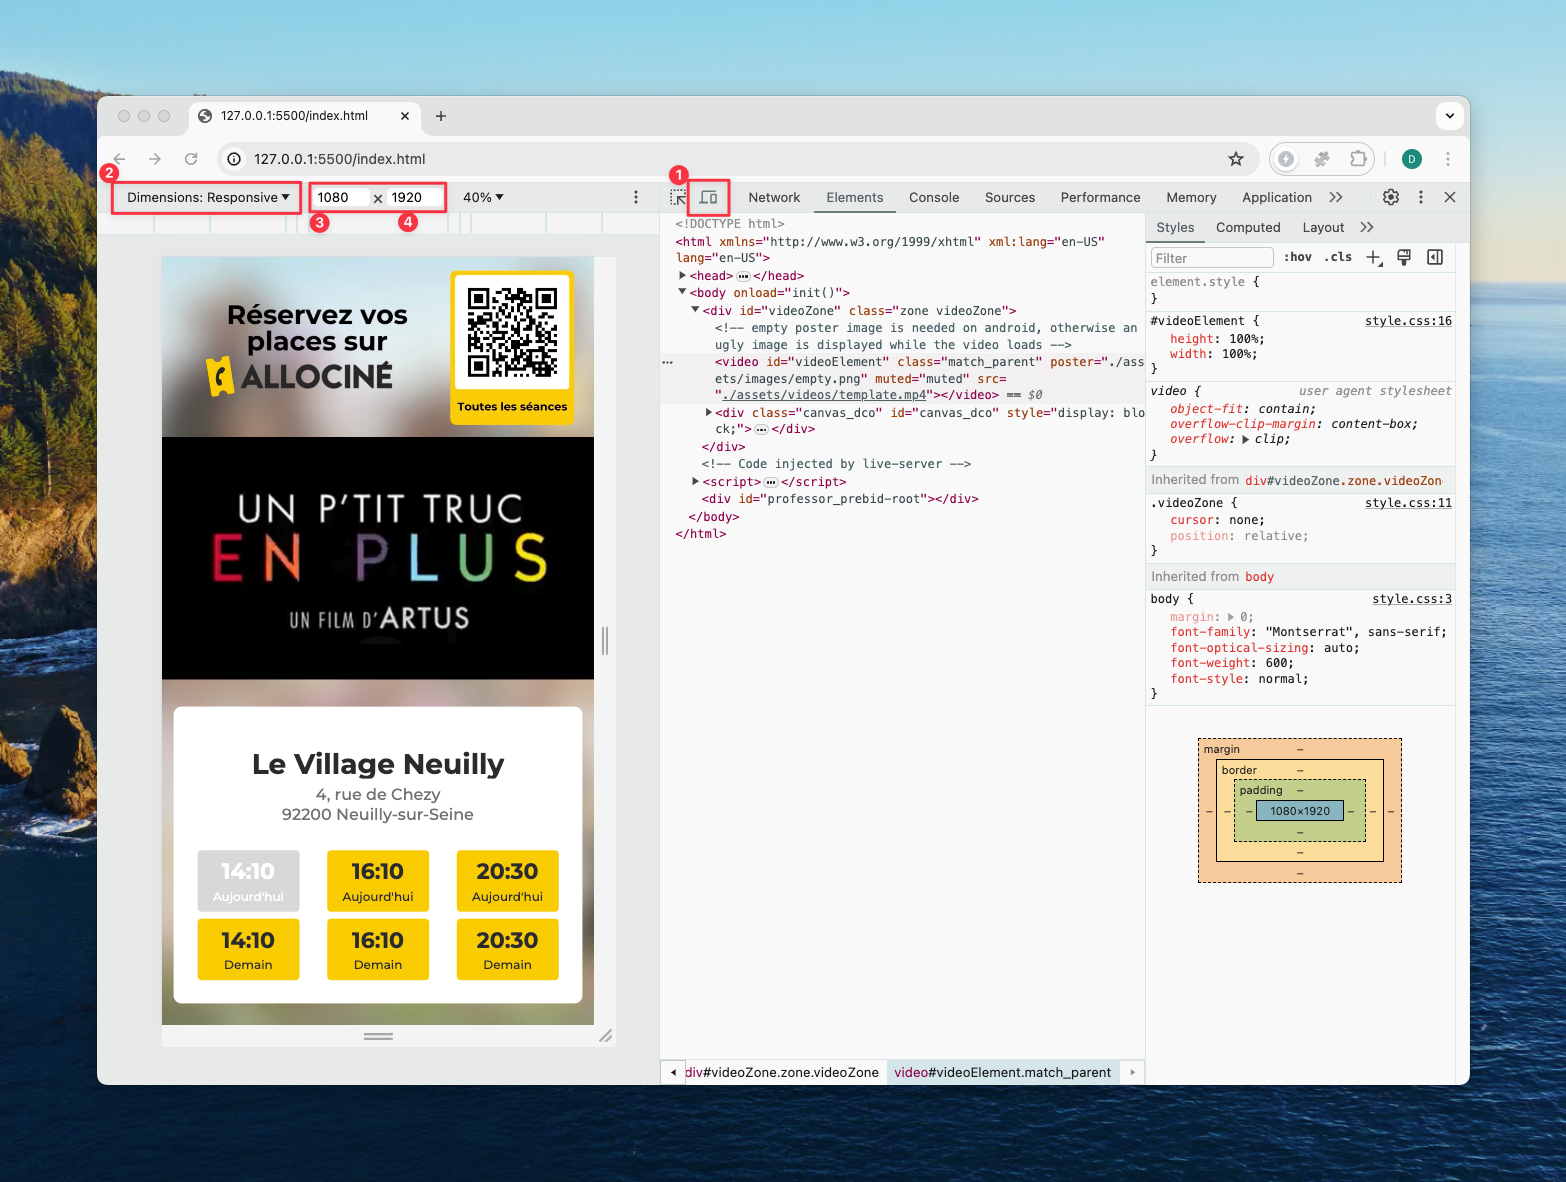 127.0.0.1:5500/index.html
127.0.0.1:5500/index.html
D
2
1
Dimensions: Responsive
1080 x 1920
40%
3
4
Network Elements Console Sources Performance Memory Application
<!DOCTYPE html>
<html xmlns="http://www.w3.org/1999/xhtml" xml:lang="en-US"
lang="en-US">
<head> … </head>
<body onload="init()">
<div id="videoZone" class="zone videoZone">
<!-- empty poster image is needed on android, otherwise an
ugly image is displayed while the video loads -->
<video id="videoElement" class="match_parent" poster="./ass
ets/images/empty.png" muted="muted" src=
"./assets/videos/template.mp4"></video> == $0
<div class="canvas_dco" id="canvas_dco" style="display: blo
ck;"> … </div>
</div>
<!-- Code injected by live-server -->
<script> … </script>
<div id="professor_prebid-root"></div>
</body>
</html>
div#videoZone.zone.videoZone video#videoElement.match_parent
Styles Computed Layout
Filter :hov .cls
element.style {
}
#videoElement { style.css:16
height: 100%;
width: 100%;
}
video { user agent stylesheet
object-fit: contain;
overflow-clip-margin: content-box;
overflow: clip;
}
Inherited from div#videoZone.zone.videoZon
.videoZone { style.css:11
cursor: none;
position: relative;
}
Inherited from body
body { style.css:3
margin: 0;
font-family: "Montserrat", sans-serif;
font-optical-sizing: auto;
font-weight: 600;
font-style: normal;
}
margin –
border –
padding –
– – – 1080×1920 – – –
–
–
–
Réservez vos
places sur
ALLOCINÉ
Toutes les séances
UN P'TIT TRUC
EN PLUS
UN FILM D'ARTUS
Le Village Neuilly
4, rue de Chezy
92200 Neuilly-sur-Seine
14:10 16:10 20:30
Aujourd'hui Aujourd'hui Aujourd'hui
14:10 16:10 20:30
Demain Demain Demain